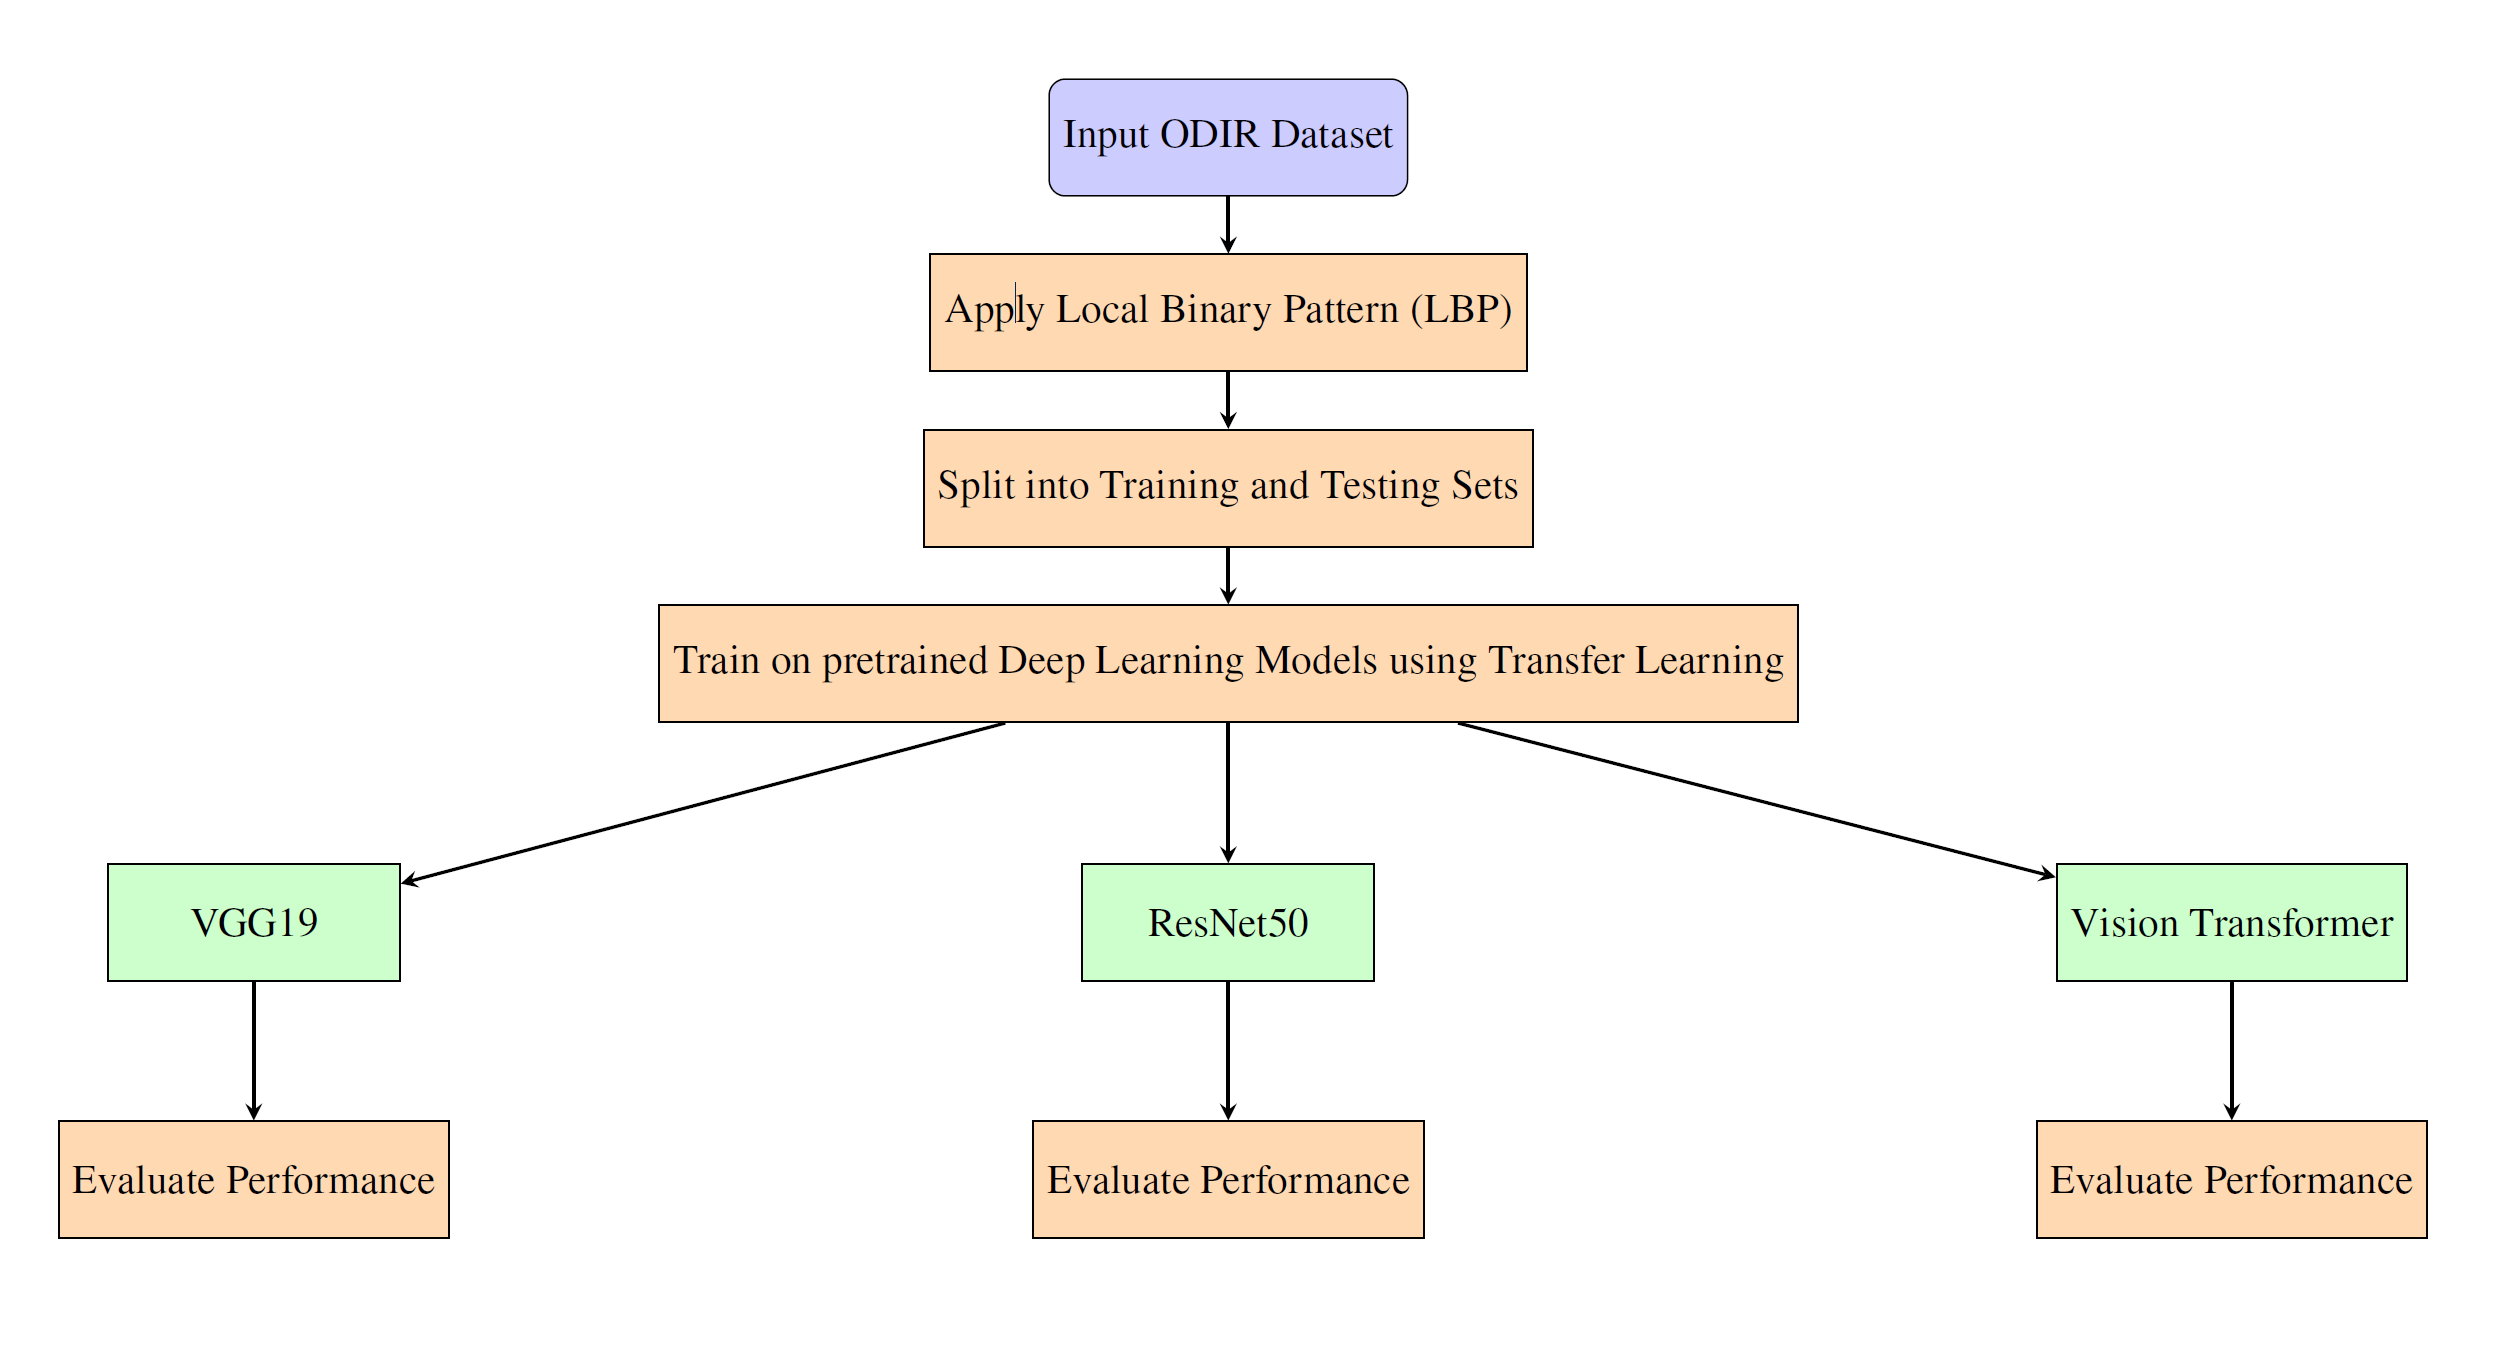 Input ODIR Dataset
Apply Local Binary Pattern (LBP)
Split into Training and Testing Sets
Train on pretrained Deep Learning Models using Transfer Learning
VGG19
ResNet50
Vision Transformer
Evaluate Performance
Evaluate Performance
Evaluate Performance